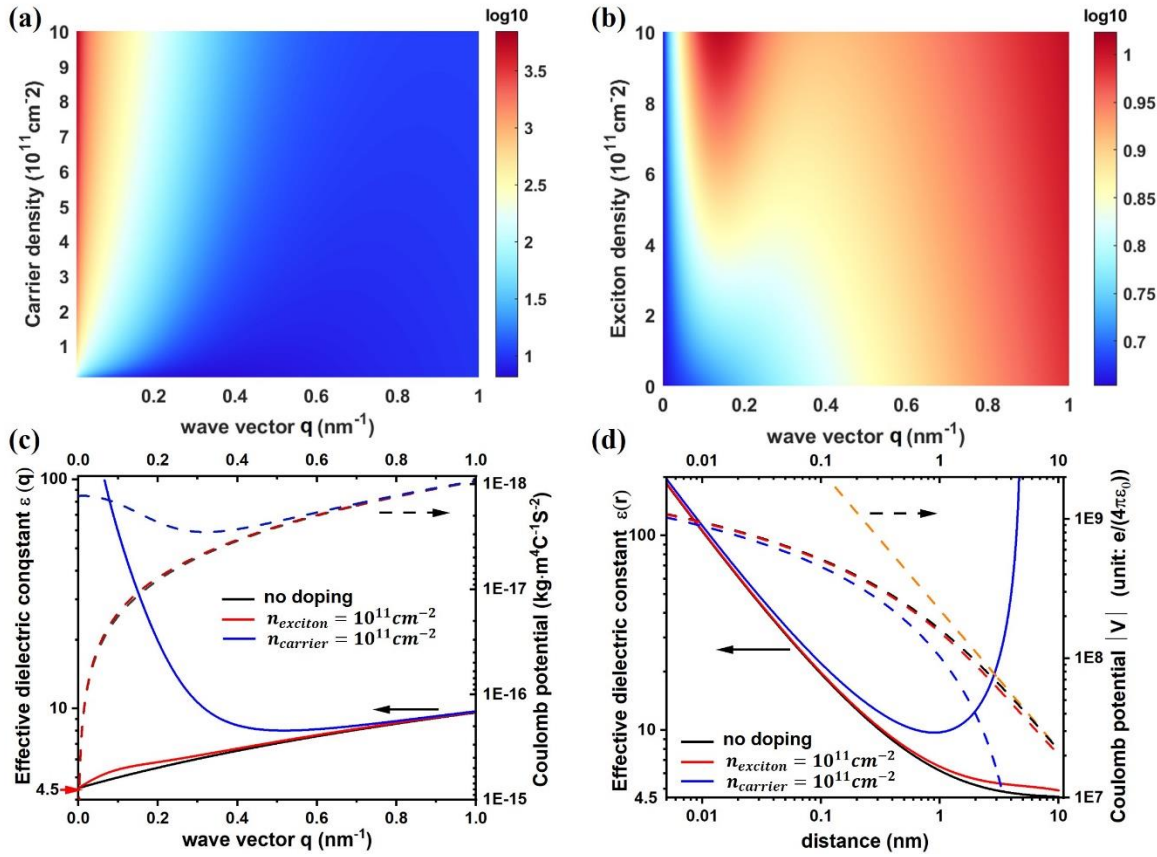 (a)
log10
Carrier density (10¹¹cm⁻²)
10
9
8
7
6
5
4
3
2
1
0.2
0.4
0.6
0.8
1
wave vector q (nm⁻¹)
3.5
3
2.5
2
1.5
1
(b)
log10
Exciton density (10¹¹cm⁻²)
10
8
6
4
2
0
0
0.2
0.4
0.6
0.8
1
wave vector q (nm⁻¹)
1
0.95
0.9
0.85
0.8
0.75
0.7
(c)
0.0
0.2
0.4
0.6
0.8
1.0
Effective dielectric conqstant ε (q)
100
10
4.5
no doping
n_exciton = 10¹¹cm⁻²
n_carrier = 10¹¹cm⁻²
1E-18
1E-17
1E-16
1E-15
Coulomb potential (kg·m⁴C⁻¹S⁻²)
0.0
0.2
0.4
0.6
0.8
1.0
wave vector q (nm⁻¹)
(d)
0.01
0.1
1
10
Effective dielectric constant ε(r)
100
10
4.5
no doping
n_exciton = 10¹¹cm⁻²
n_carrier = 10¹¹cm⁻²
1E9
1E8
1E7
Coulomb potential |V| (unit: e/(4πε₀))
0.01
0.1
1
10
distance (nm)